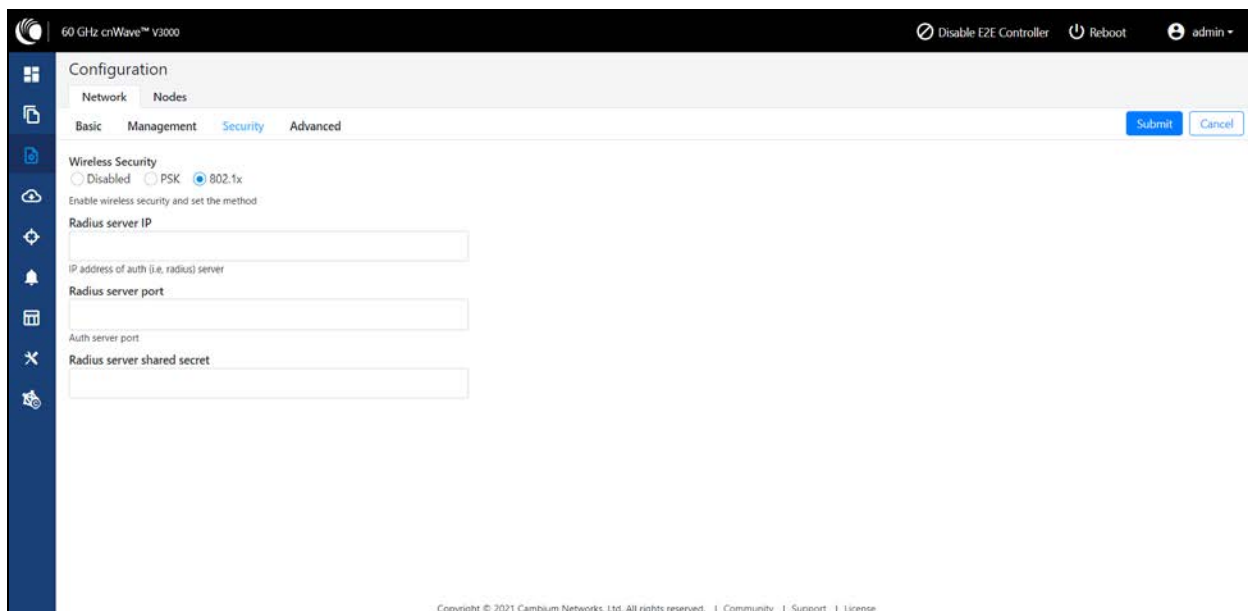 60 GHz cnWave™ V3000
Disable E2E Controller
Reboot
admin
Configuration
Network Nodes
Basic Management Security Advanced
Submit Cancel
Wireless Security
Disabled PSK 802.1x
Enable wireless security and set the method
Radius server IP
IP address of auth (i.e, radius) server
Radius server port
Auth server port
Radius server shared secret
Copyright © 2021 Cambium Networks, Ltd. All rights reserved. | Community | Support | License